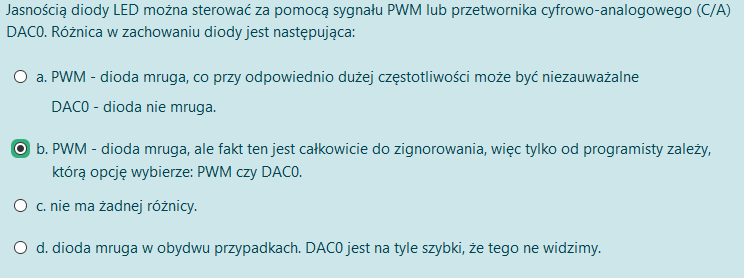 Jasnością diody LED można sterować za pomocą sygnału PWM lub przetwornika cyfrowo-analogowego (C/A)
DAC0. Różnica w zachowaniu diody jest następująca:
a. PWM - dioda mruga, co przy odpowiednio dużej częstotliwości może być niezauważalne
DAC0 - dioda nie mruga.
b. PWM - dioda mruga, ale fakt ten jest całkowicie do zignorowania, więc tylko od programisty zależy,
którą opcję wybierze: PWM czy DAC0.
c. nie ma żadnej różnicy.
d. dioda mruga w obydwu przypadkach. DAC0 jest na tyle szybki, że tego ne widzimy.